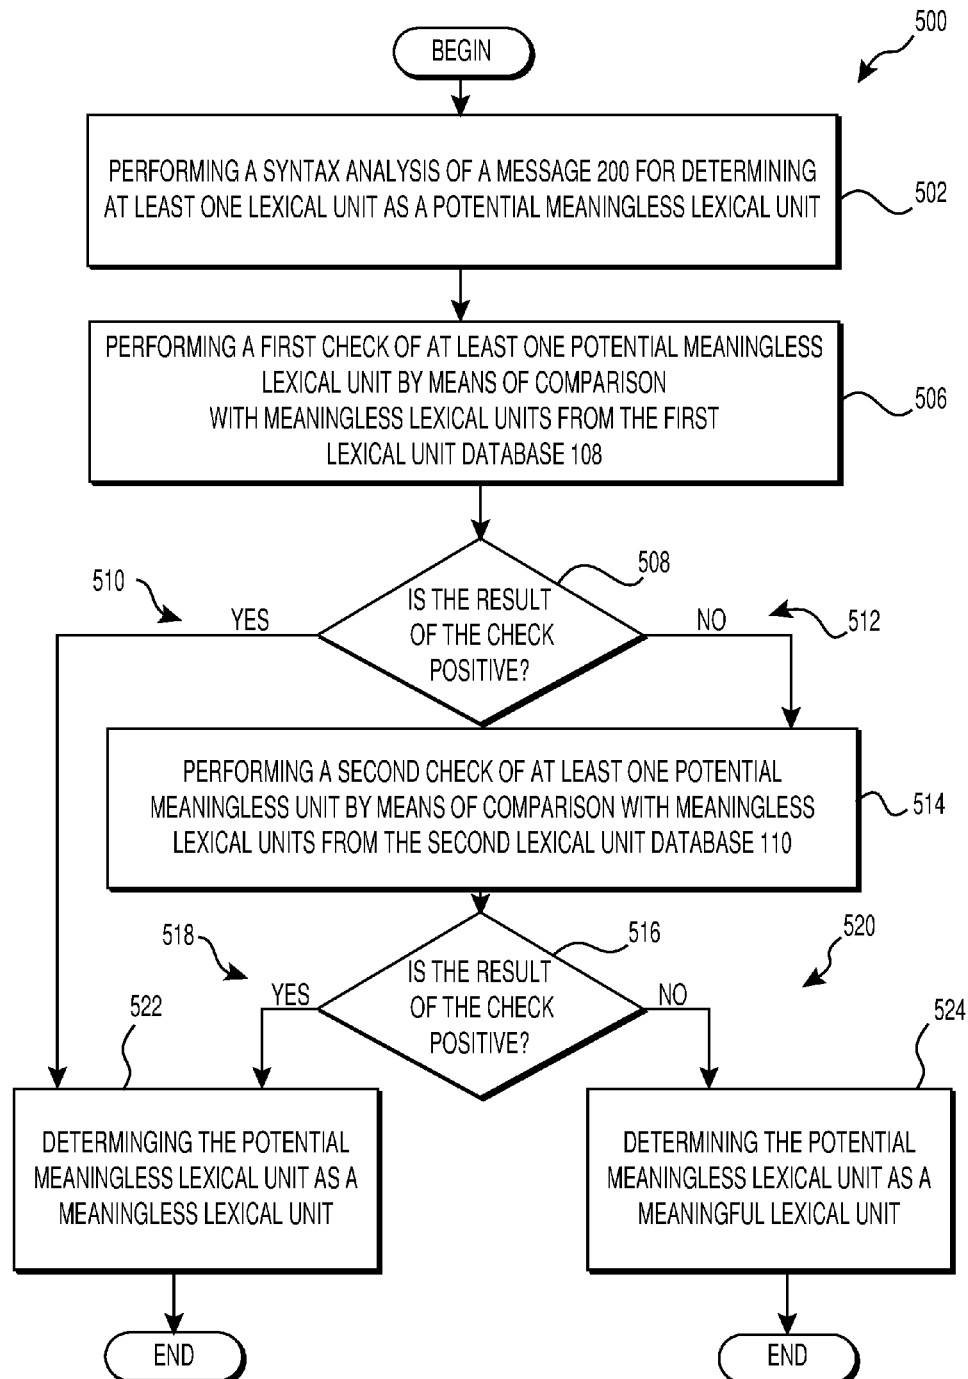 500
BEGIN
PERFORMING A SYNTAX ANALYSIS OF A MESSAGE 200 FOR DETERMINING
AT LEAST ONE LEXICAL UNIT AS A POTENTIAL MEANINGLESS LEXICAL UNIT
502
PERFORMING A FIRST CHECK OF AT LEAST ONE POTENTIAL MEANINGLESS
LEXICAL UNIT BY MEANS OF COMPARISON
WITH MEANINGLESS LEXICAL UNITS FROM THE FIRST
LEXICAL UNIT DATABASE 108
506
508
510
YES
IS THE RESULT
OF THE CHECK
POSITIVE?
NO
512
PERFORMING A SECOND CHECK OF AT LEAST ONE POTENTIAL
MEANINGLESS UNIT BY MEANS OF COMPARISON WITH MEANINGLESS
LEXICAL UNITS FROM THE SECOND LEXICAL UNIT DATABASE 110
514
518
516
520
YES
IS THE RESULT
OF THE CHECK
POSITIVE?
NO
522
524
DETERMINGING THE POTENTIAL
MEANINGLESS LEXICAL UNIT AS A
MEANINGLESS LEXICAL UNIT
DETERMINING THE POTENTIAL
MEANINGLESS LEXICAL UNIT AS A
MEANINGFUL LEXICAL UNIT
END
END